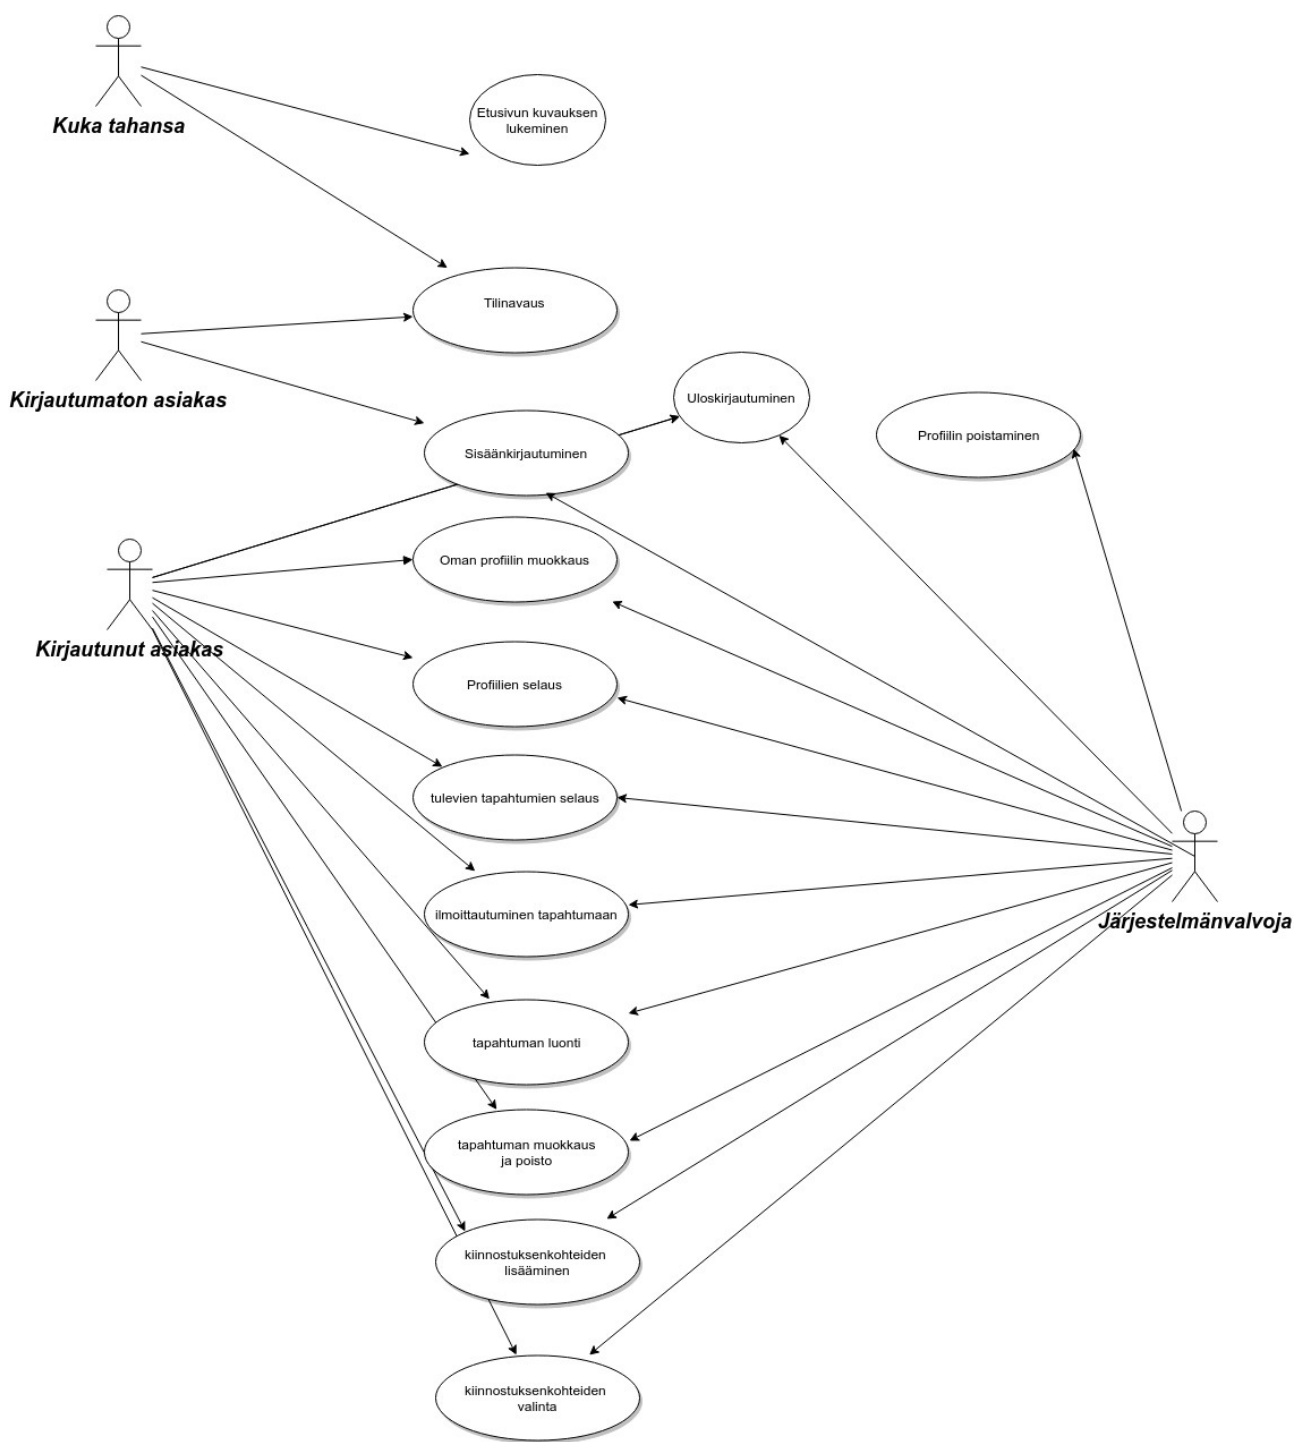 Kuka tahansa
Etusivun kuvauksen
lukeminen
Tilinavaus
Kirjautumaton asiakas
Uloskirjautuminen
Profiilin poistaminen
Sisäänkirjautuminen
Oman profiilin muokkaus
Kirjautunut asiakas
Profiilien selaus
tulevien tapahtumien selaus
ilmoittautuminen tapahtumaan
Järjestelmänvalvoja
tapahtuman luonti
tapahtuman muokkaus
ja poisto
kiinnostuksenkohteiden
lisääminen
kiinnostuksenkohteiden
valinta